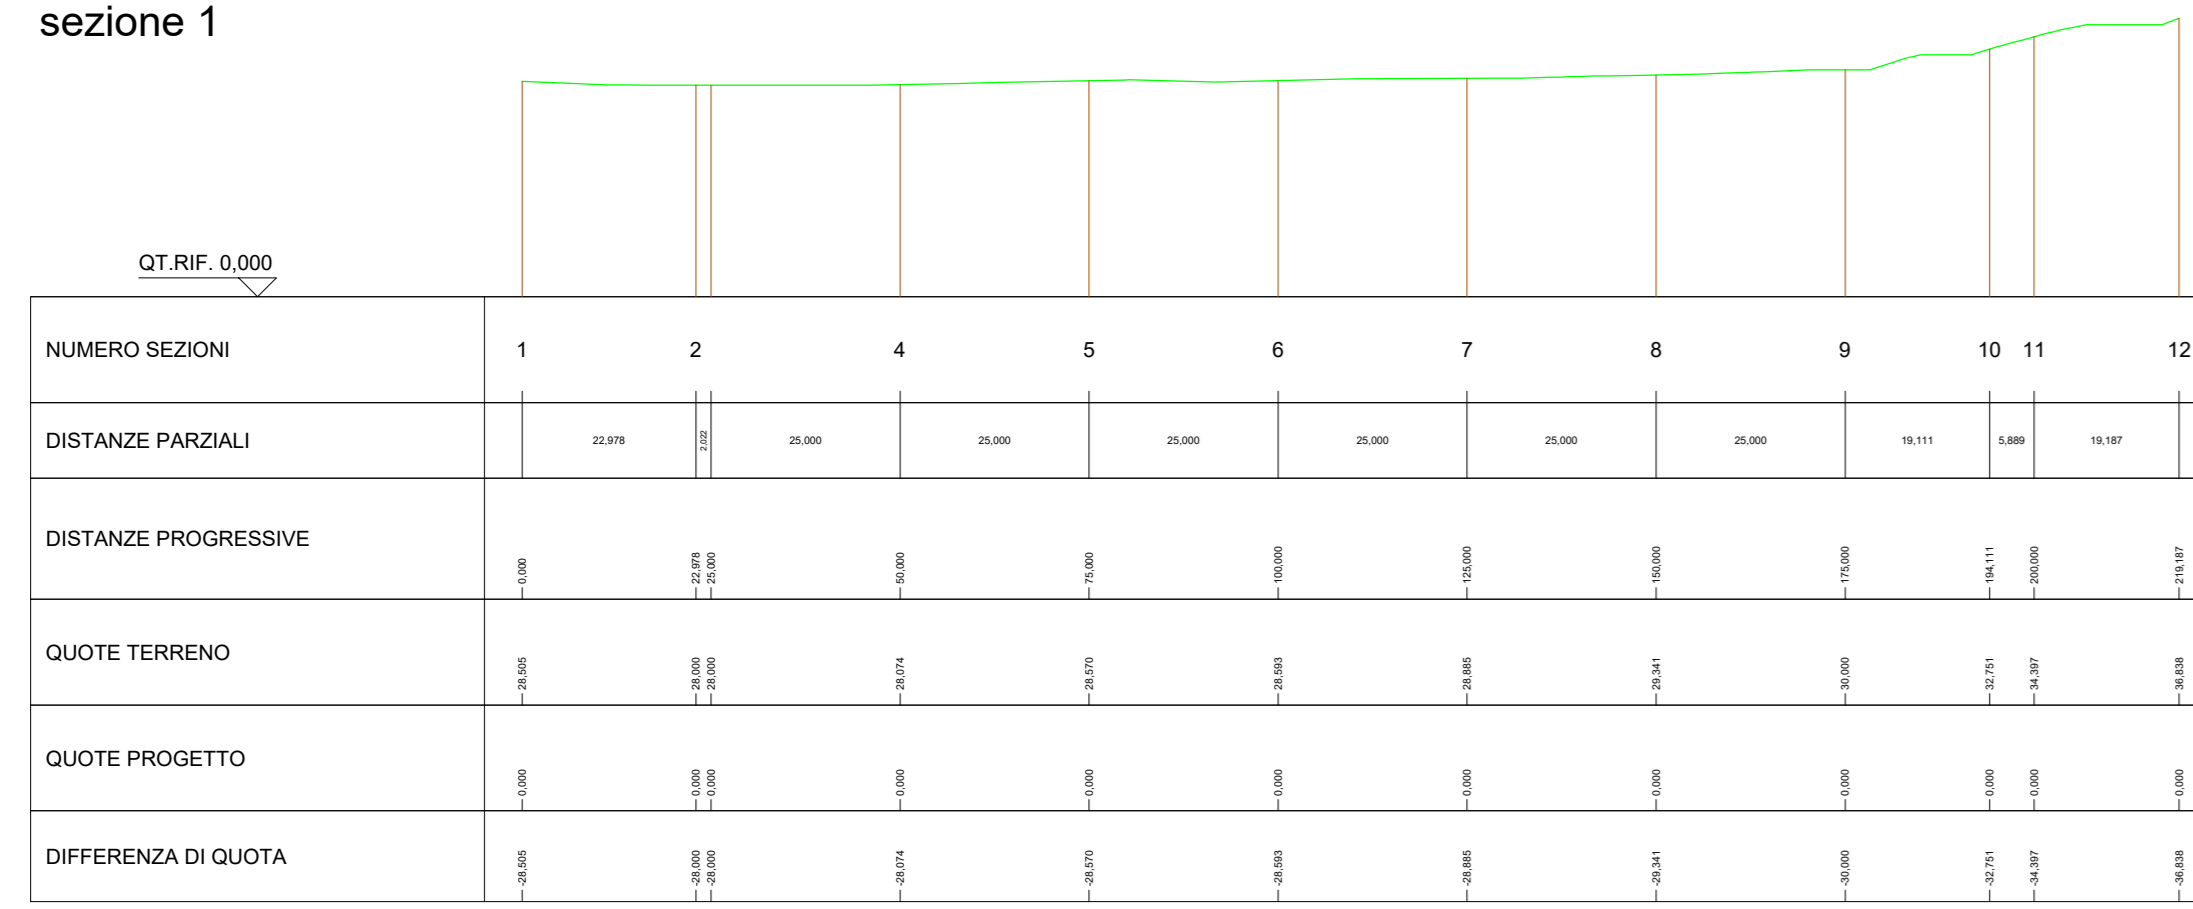 sezione 1
QT.RIF. 0,000
NUMERO SEZIONI 1 2 4 5 6 7 8 9 10 11 12
DISTANZE PARZIALI 22,978 2,022 25,000 25,000 25,000 25,000 25,000 25,000 19,111 5,889 19,187
DISTANZE PROGRESSIVE 0,000 22,978 25,000 50,000 75,000 100,000 125,000 150,000 175,000 194,111 200,000 219,187
QUOTE TERRENO 28,505 28,000 28,000 28,074 28,570 28,593 28,885 29,341 30,000 32,751 34,397 36,838
QUOTE PROGETTO 0,000 0,000 0,000 0,000 0,000 0,000 0,000 0,000 0,000 0,000 0,000 0,000
DIFFERENZA DI QUOTA -28,505 -28,000 -28,000 -28,074 -28,570 -28,593 -28,885 -29,341 -30,000 -32,751 -34,397 -36,838